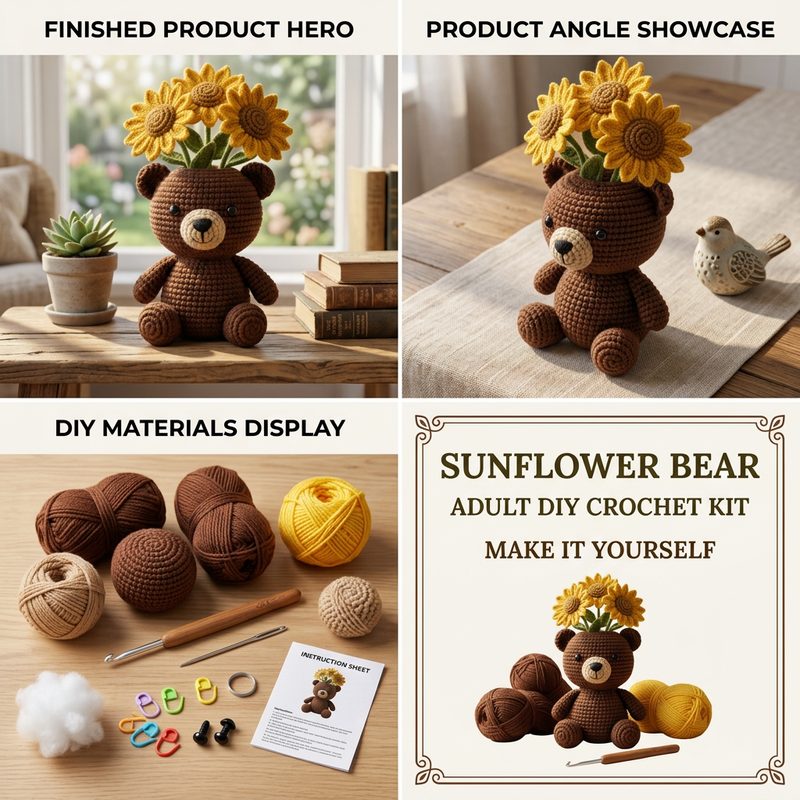 FINISHED PRODUCT HERO
PRODUCT ANGLE SHOWCASE
DIY MATERIALS DISPLAY
INETRUCTION SHEET
SUNFLOWER BEAR
ADULT DIY CROCHET KIT
MAKE IT YOURSELF